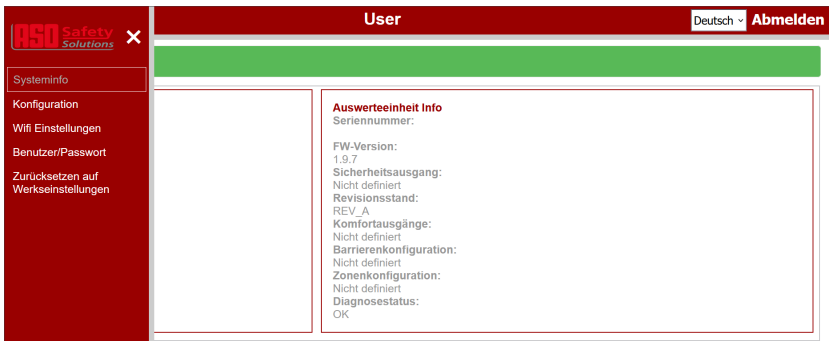 ASO Safety
Solutions
×
User
Deutsch
Abmelden
Systeminfo
Konfiguration
Wifi Einstellungen
Benutzer/Passwort
Zurücksetzen auf
Werkseinstellungen
Auswerteeinheit Info
Seriennummer:
FW-Version:
1.9.7
Sicherheitsausgang:
Nicht definiert
Revisionsstand:
REV_A
Komfortausgänge:
Nicht definiert
Barrierenkonfiguration:
Nicht definiert
Zonenkonfiguration:
Nicht definiert
Diagnosestatus:
OK